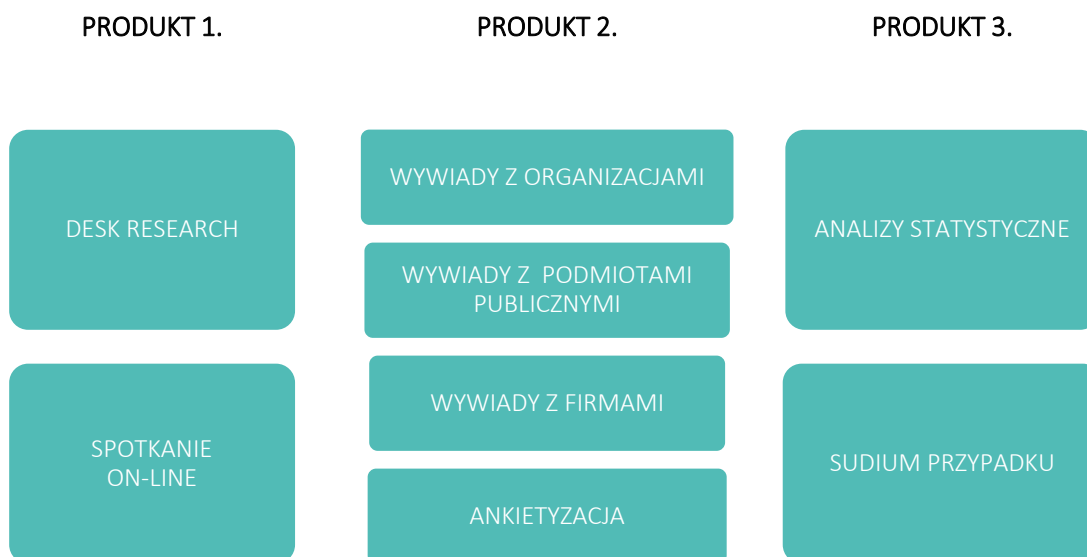 PRODUKT 1.
DESK RESEARCH
SPOTKANIE
ON-LINE
PRODUKT 2.
WYWIADY Z ORGANIZACJAMI
WYWIADY Z PODMIOTAMI
PUBLICZNYMI
WYWIADY Z FIRMAMI
ANKIETYZACJA
PRODUKT 3.
ANALIZY STATYSTYCZNE
SUDIUM PRZYPADKU